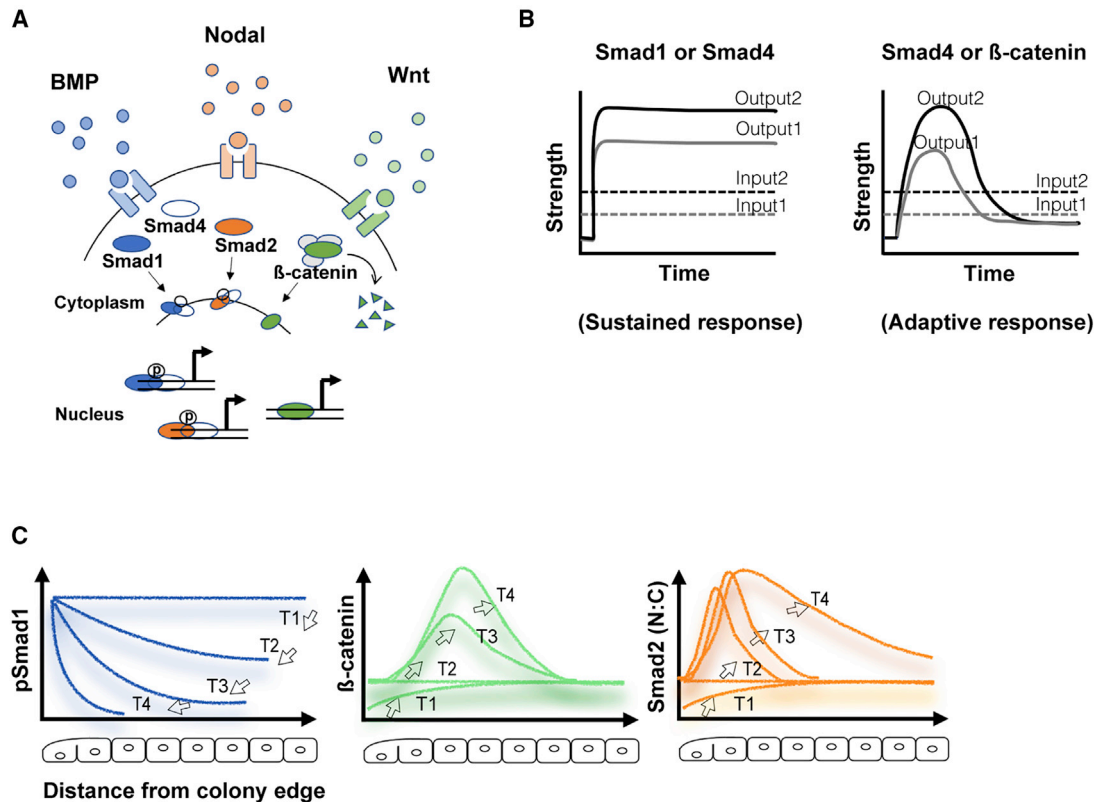 A
Nodal
BMP
Wnt
Smad4
Smad2
Smad1
ß-catenin
Cytoplasm
p
Nucleus
p
B
Smad1 or Smad4
Strength
Output2
Output1
Input2
Input1
Time
(Sustained response)
Smad4 or ß-catenin
Strength
Output2
Output1
Input2
Input1
Time
(Adaptive response)
C
pSmad1
T1
T2
T3
T4
Distance from colony edge
ß-catenin
T4
T3
T2
T1
Smad2 (N:C)
T4
T3
T2
T1